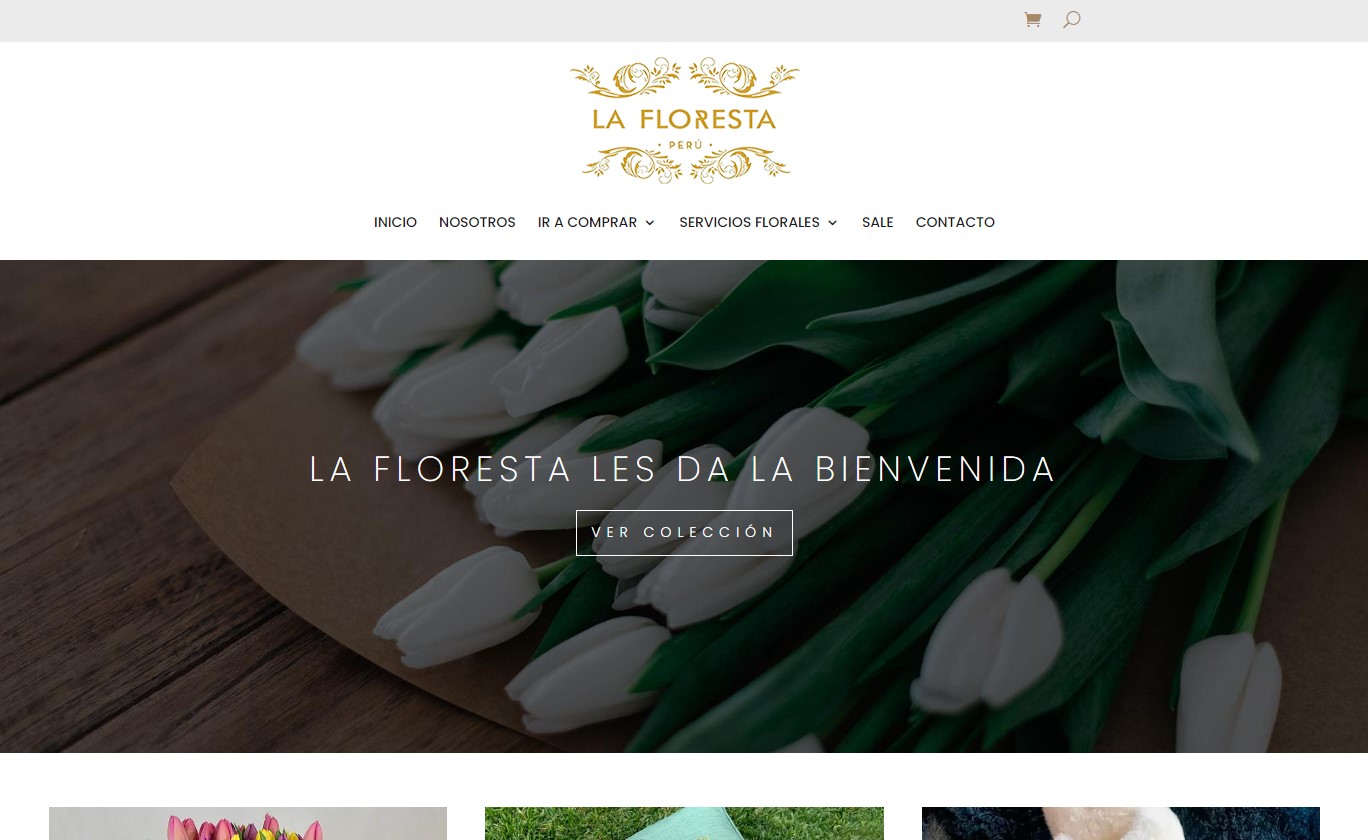 LA FLORESTA
• PERÚ •
INICIO NOSOTROS IR A COMPRAR SERVICIOS FLORALES SALE CONTACTO
LA FLORESTA LES DA LA BIENVENIDA
VER COLECCIÓN